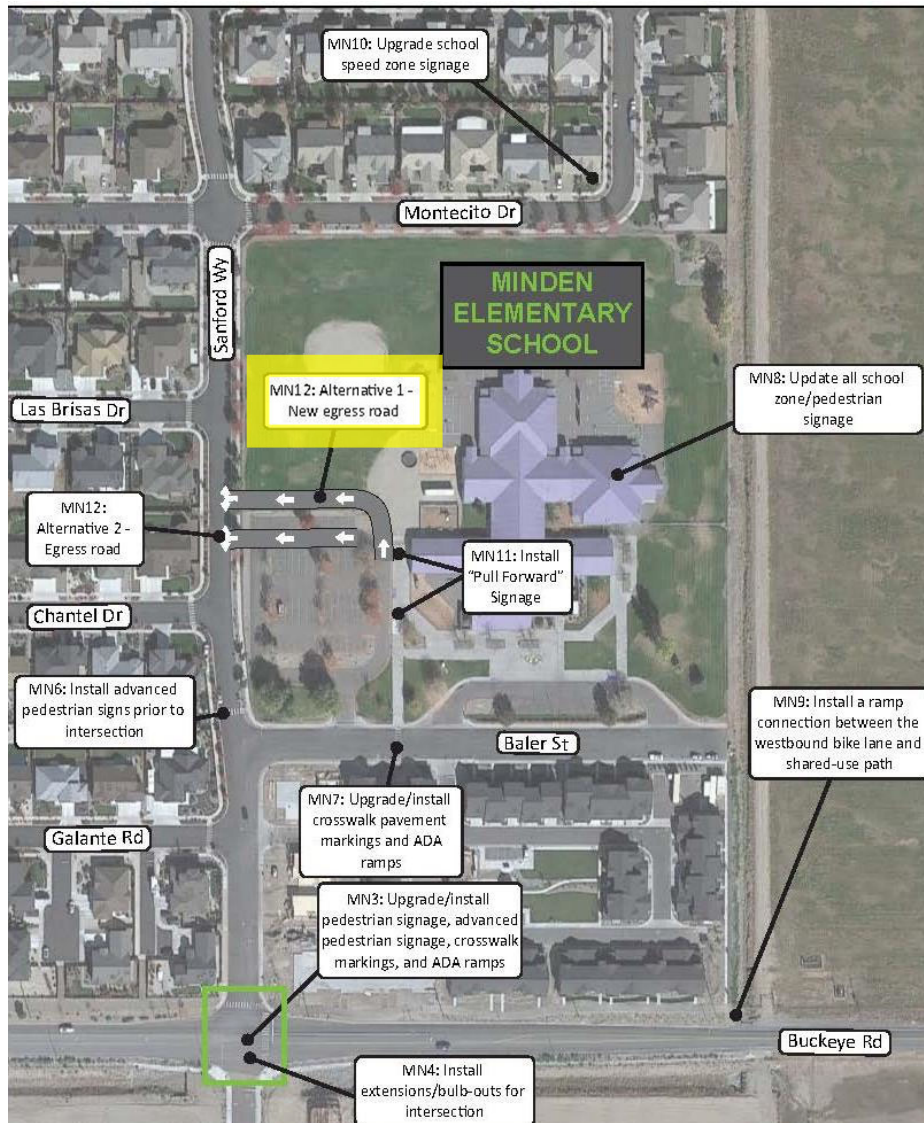 MN10: Upgrade school
speed zone signage
Montecito Dr
Sanford Wy
MINDEN
ELEMENTARY
SCHOOL
MN12: Alternative 1 -
New egress road
MN8: Update all school
zone/pedestrian
signage
Las Brisas Dr
MN12:
Alternative 2 -
Egress road
MN11: Install
"Pull Forward"
Signage
Chantel Dr
MN6: Install advanced
pedestrian signs prior to
intersection
MN9: Install a ramp
connection between the
westbound bike lane and
shared-use path
Baler St
MN7: Upgrade/install
crosswalk pavement
markings and ADA
ramps
Galante Rd
MN3: Upgrade/install
pedestrian signage, advanced
pedestrian signage, crosswalk
markings, and ADA ramps
Buckeye Rd
MN4: Install
extensions/bulb-outs for
intersection